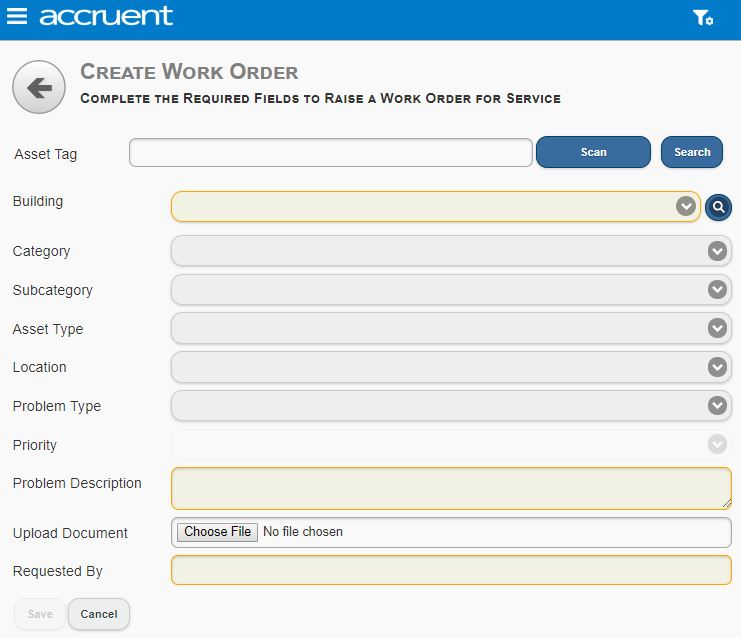 accruent
CREATE WORK ORDER
COMPLETE THE REQUIRED FIELDS TO RAISE A WORK ORDER FOR SERVICE
Asset Tag Scan Search
Building
Category
Subcategory
Asset Type
Location
Problem Type
Priority
Problem Description
Upload Document Choose File No file chosen
Requested By
Save Cancel